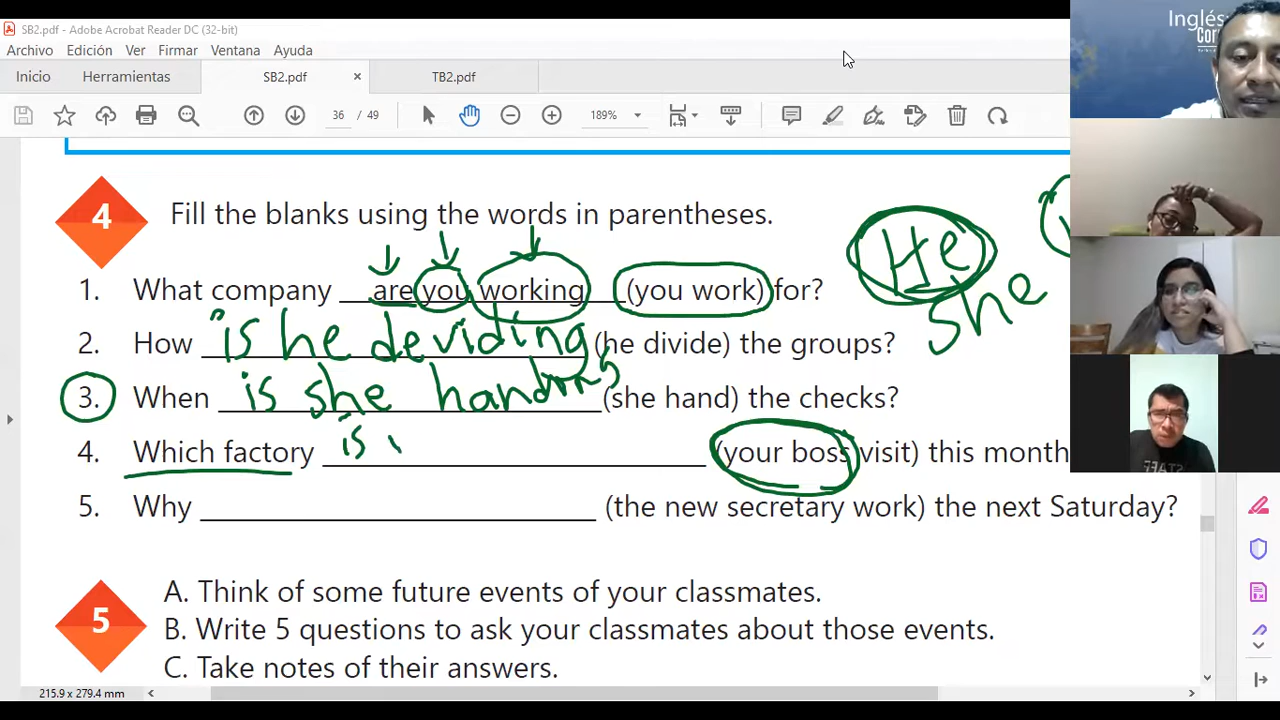 SB2.pdf - Adobe Acrobat Reader DC (32-bit)
Archivo Edición Ver Firmar Ventana Ayuda
Inicio Herramientas SB2.pdf × TB2.pdf
36 / 49 189%
Inglés
Cor
4 Fill the blanks using the words in parentheses.
He
she
1. What company are you working (you work) for?
2. How is he deviding (he divide) the groups?
3. When is she handing (she hand) the checks?
4. Which factory is (your boss visit) this month
5. Why (the new secretary work) the next Saturday?
5 A. Think of some future events of your classmates.
B. Write 5 questions to ask your classmates about those events.
C. Take notes of their answers.
STAFF
215.9 x 279.4 mm